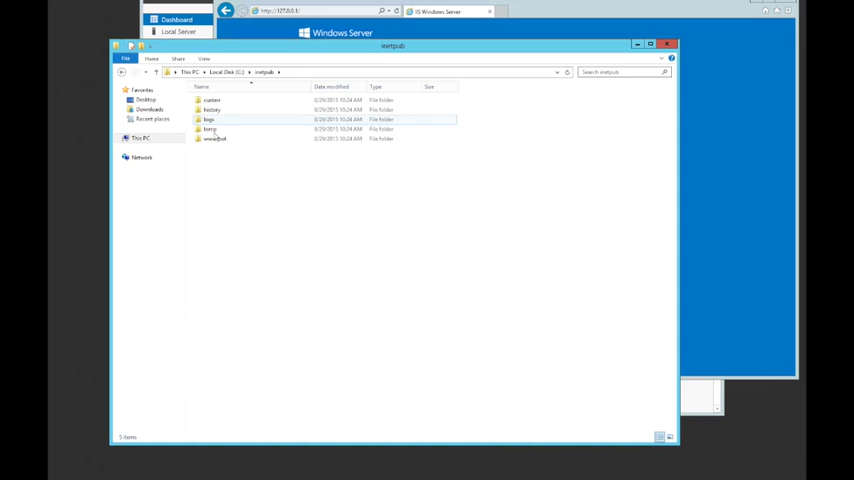 http://127.0.0.1/
IIS Windows Server
Dashboard
Local Server
Windows Server
inetpub
File Home Share View
This PC Local Disk (C:) inetpub
Search inetpub
Name Date modified Type Size
Favorites
Desktop
Downloads
Recent places
This PC
Network
custerr 8/29/2015 10:24 AM File folder
history 8/29/2015 10:24 AM File folder
logs 8/29/2015 10:24 AM File folder
temp 8/29/2015 10:24 AM File folder
wwwroot 8/29/2015 10:24 AM File folder
5 items